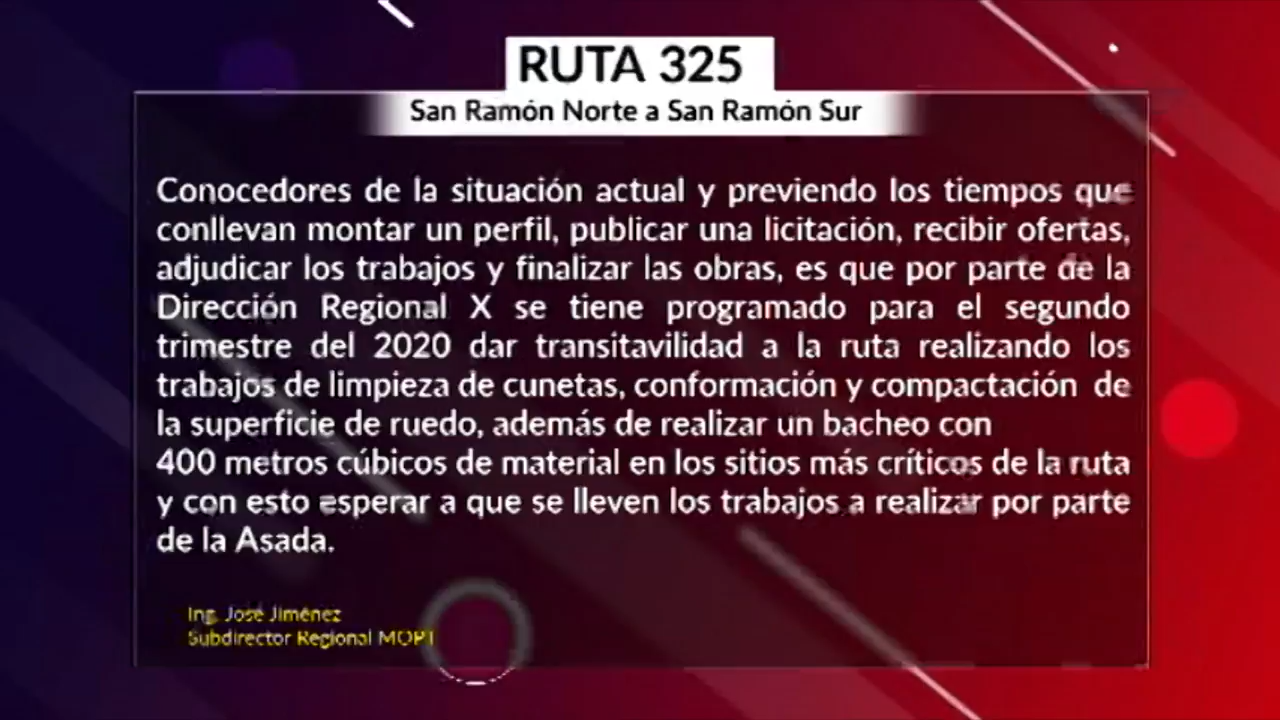 RUTA 325
San Ramón Norte a San Ramón Sur
Conocedores de la situación actual y previendo los tiempos que
conllevan montar un perfil, publicar una licitación, recibir ofertas,
adjudicar los trabajos y finalizar las obras, es que por parte de la
Dirección Regional X se tiene programado para el segundo
trimestre del 2020 dar transitavilidad a la ruta realizando los
trabajos de limpieza de cunetas, conformación y compactación de
la superficie de ruedo, además de realizar un bacheo con
400 metros cúbicos de material en los sitios más críticos de la ruta
y con esto esperar a que se lleven los trabajos a realizar por parte
de la Asada.
Ing. José Jiménez
Subdirector Regional MOPT